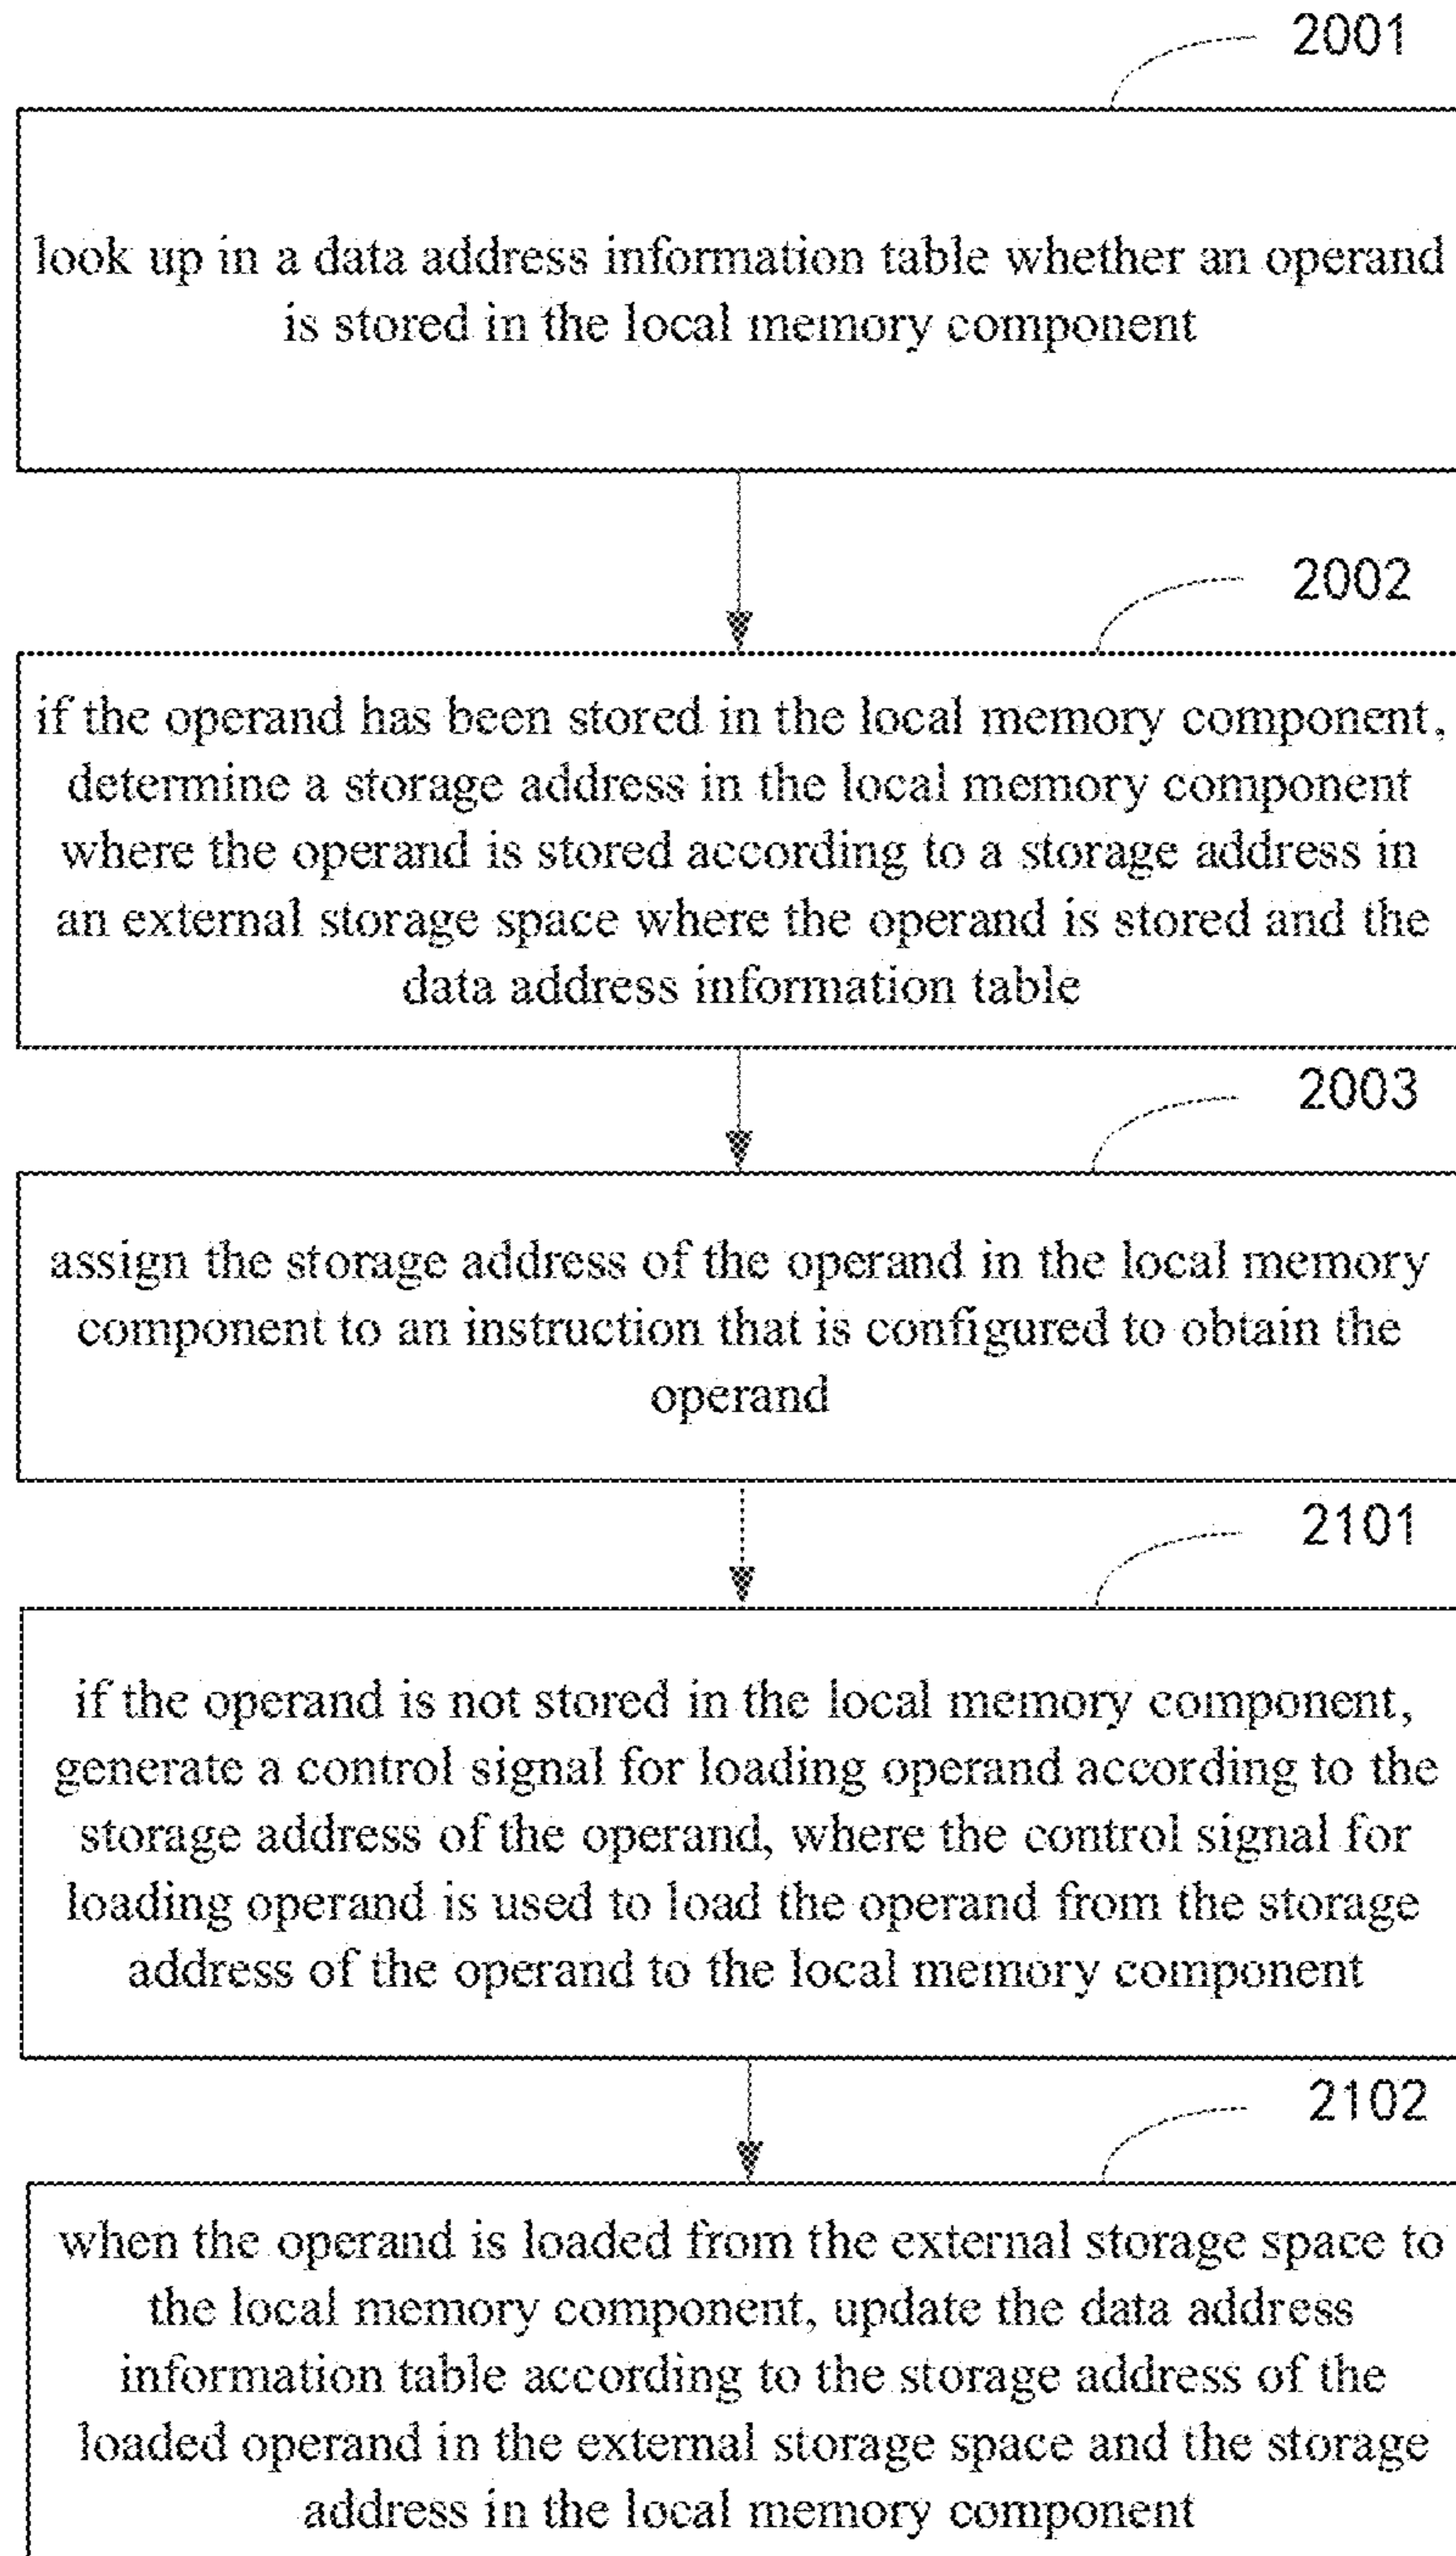 2001
look up in a data address information table whether an operand
is stored in the local memory component
2002
if the operand has been stored in the local memory component,
determine a storage address in the local memory component
where the operand is stored according to a storage address in
an external storage space where the operand is stored and the
data address information table
2003
assign the storage address of the operand in the local memory
component to an instruction that is configured to obtain the
operand
2101
if the operand is not stored in the local memory component,
generate a control signal for loading operand according to the
storage address of the operand, where the control signal for
loading operand is used to load the operand from the storage
address of the operand to the local memory component
2102
when the operand is loaded from the external storage space to
the local memory component, update the data address
information table according to the storage address of the
loaded operand in the external storage space and the storage
address in the local memory component